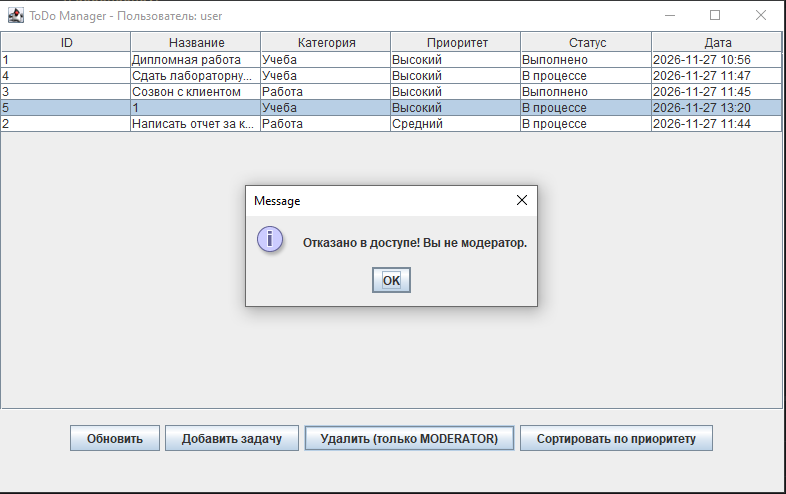 ToDo Manager - Пользователь: user
ID Название Категория Приоритет Статус Дата
1 Дипломная работа Учеба Высокий Выполнено 2026-11-27 10:56
4 Сдать лабораторну... Учеба Высокий В процессе 2026-11-27 11:47
3 Созвон с клиентом Работа Высокий Выполнено 2026-11-27 11:45
5 1 Учеба Высокий В процессе 2026-11-27 13:20
2 Написать отчет за к... Работа Средний В процессе 2026-11-27 11:44
Message
Отказано в доступе! Вы не модератор.
OK
Обновить Добавить задачу Удалить (только MODERATOR) Сортировать по приоритету